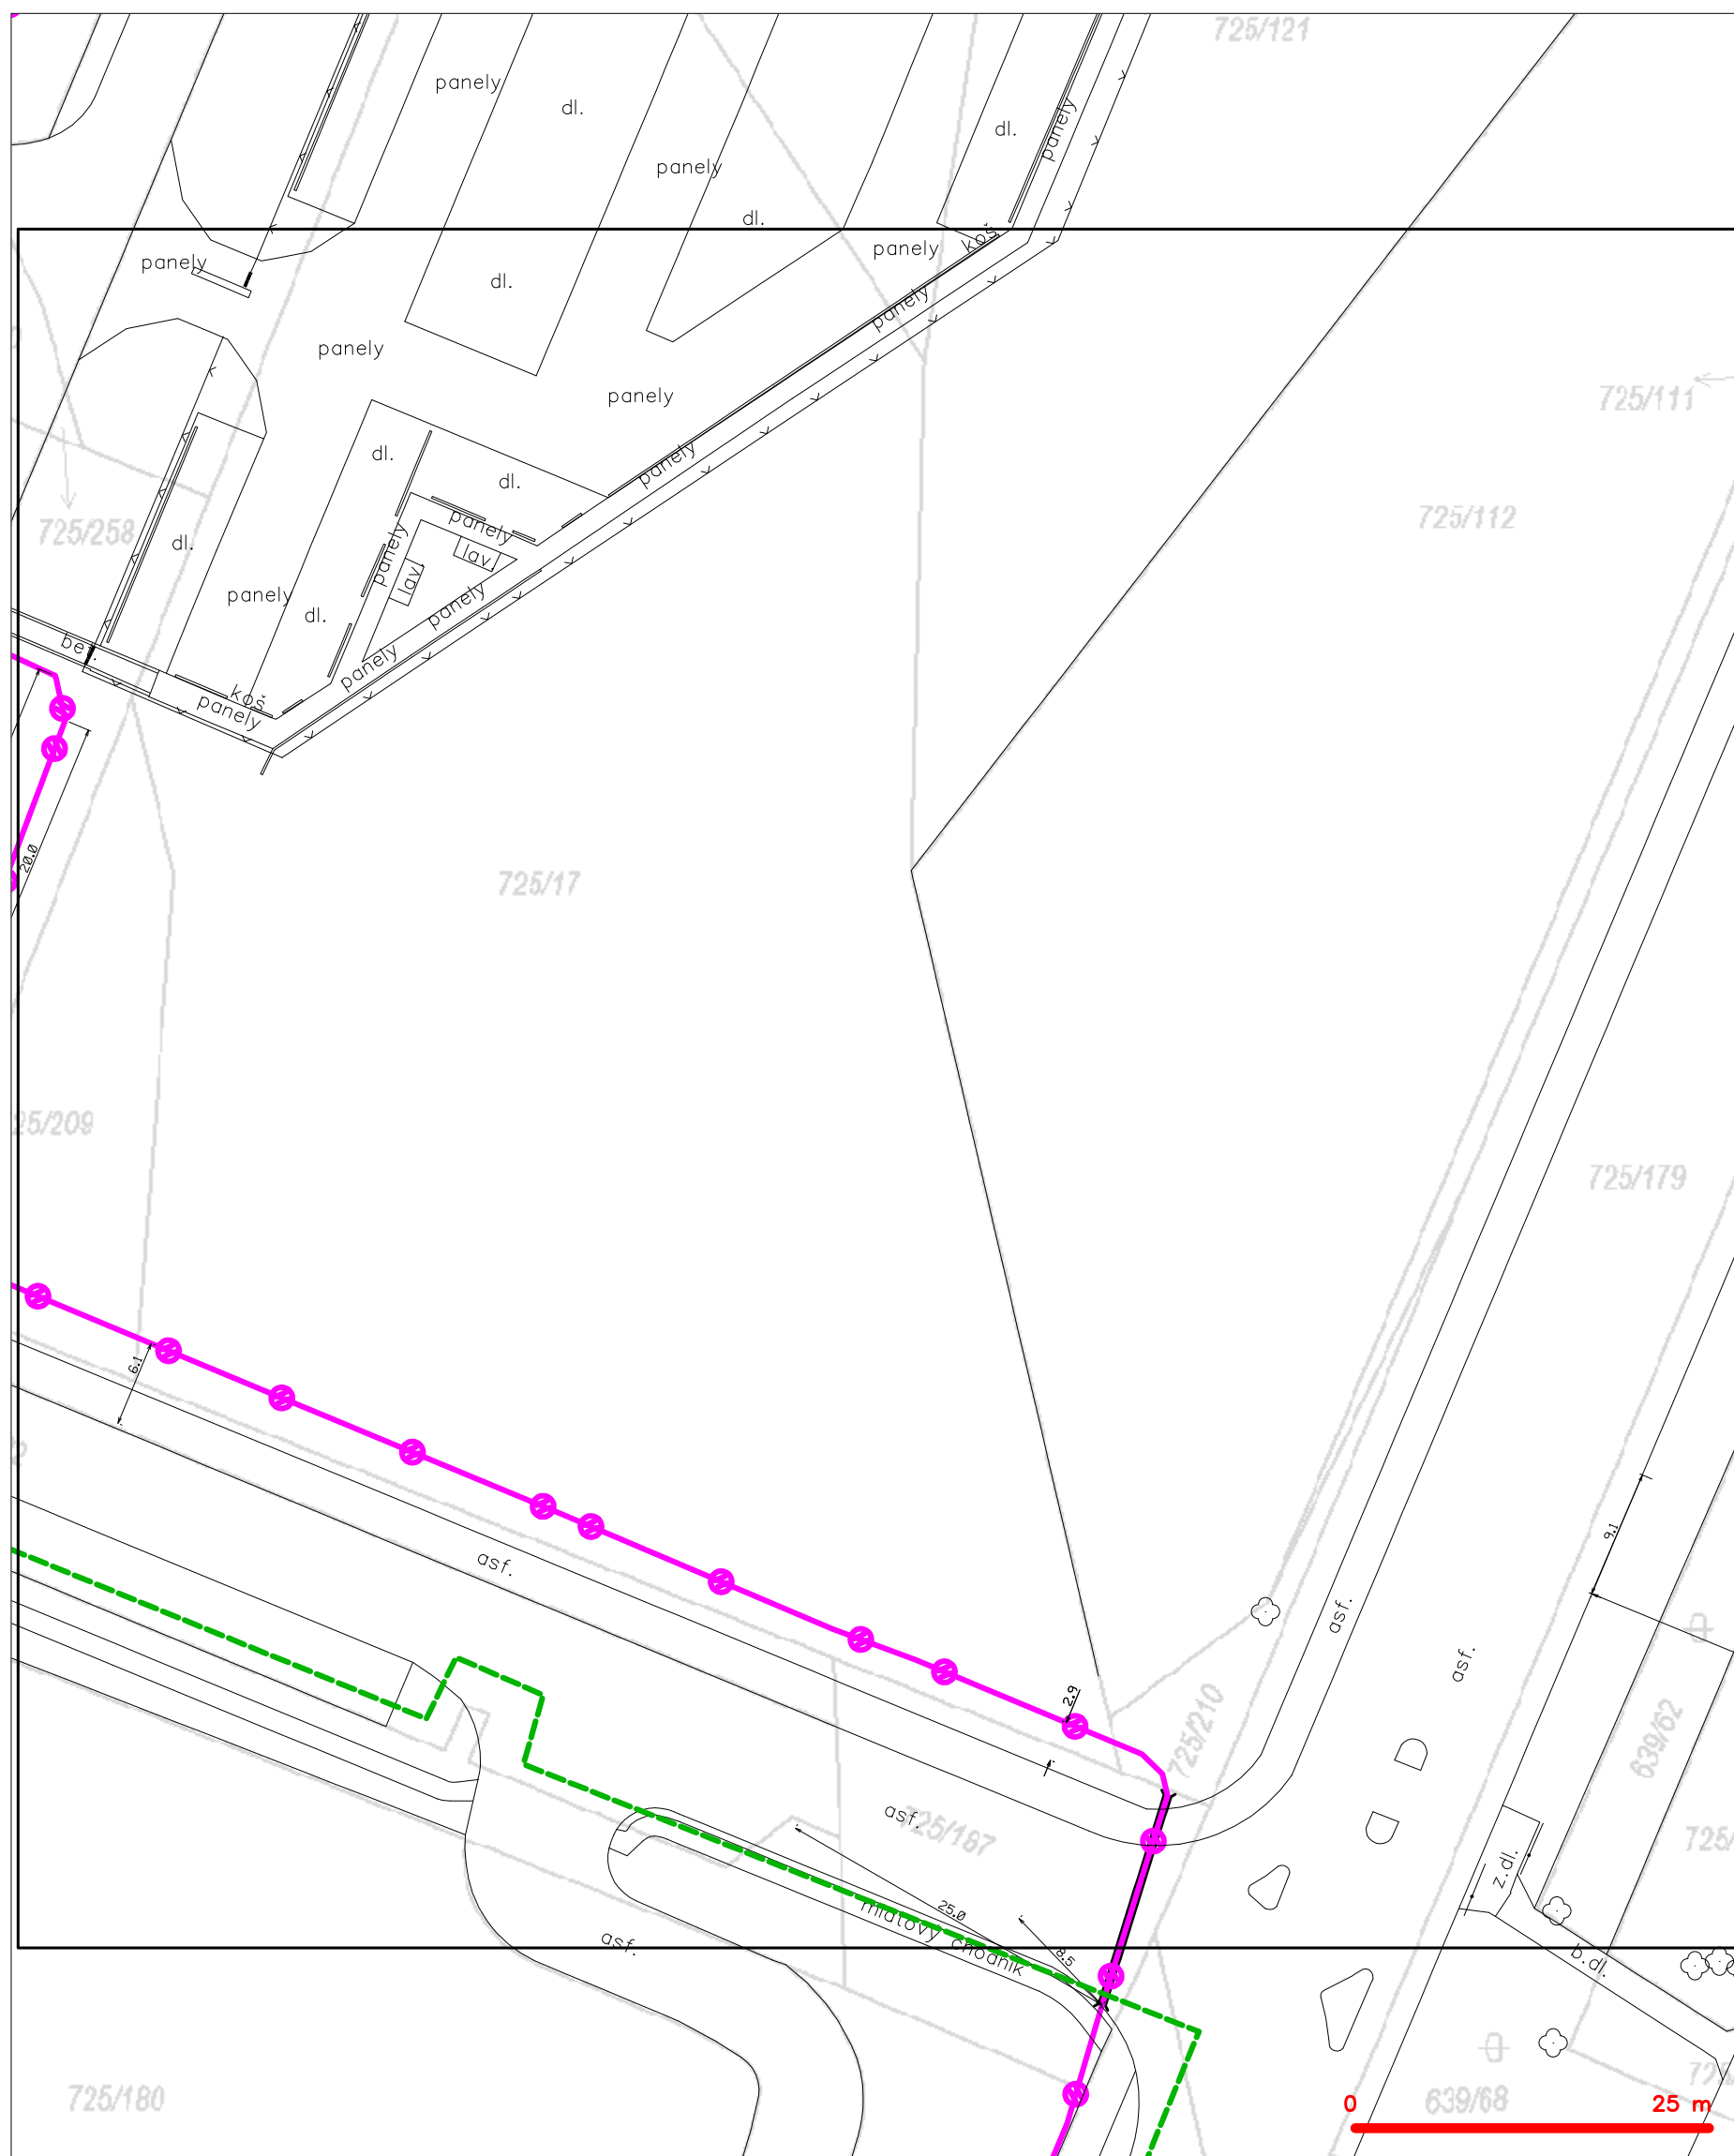 725/121
panely
dl.
panely
dl.
panely
dl.
panely
koš
panely
dl.
panely
panely
panely
725/111
dl.
panely
dl.
725/258
dl.
panely
panely
lav.
lav.
725/112
panely
dl.
panely
bet.
panely
koš
panely
20.0
725/17
25/209
725/179
6.1
asf.
9.1
asf.
asf.
2.9
725/210
639/62
asf.
725/187
725/
z.dl.
25.0
mlatový chodník
8.5
asf.
b.dl.
725/180
639/68
0 25 m